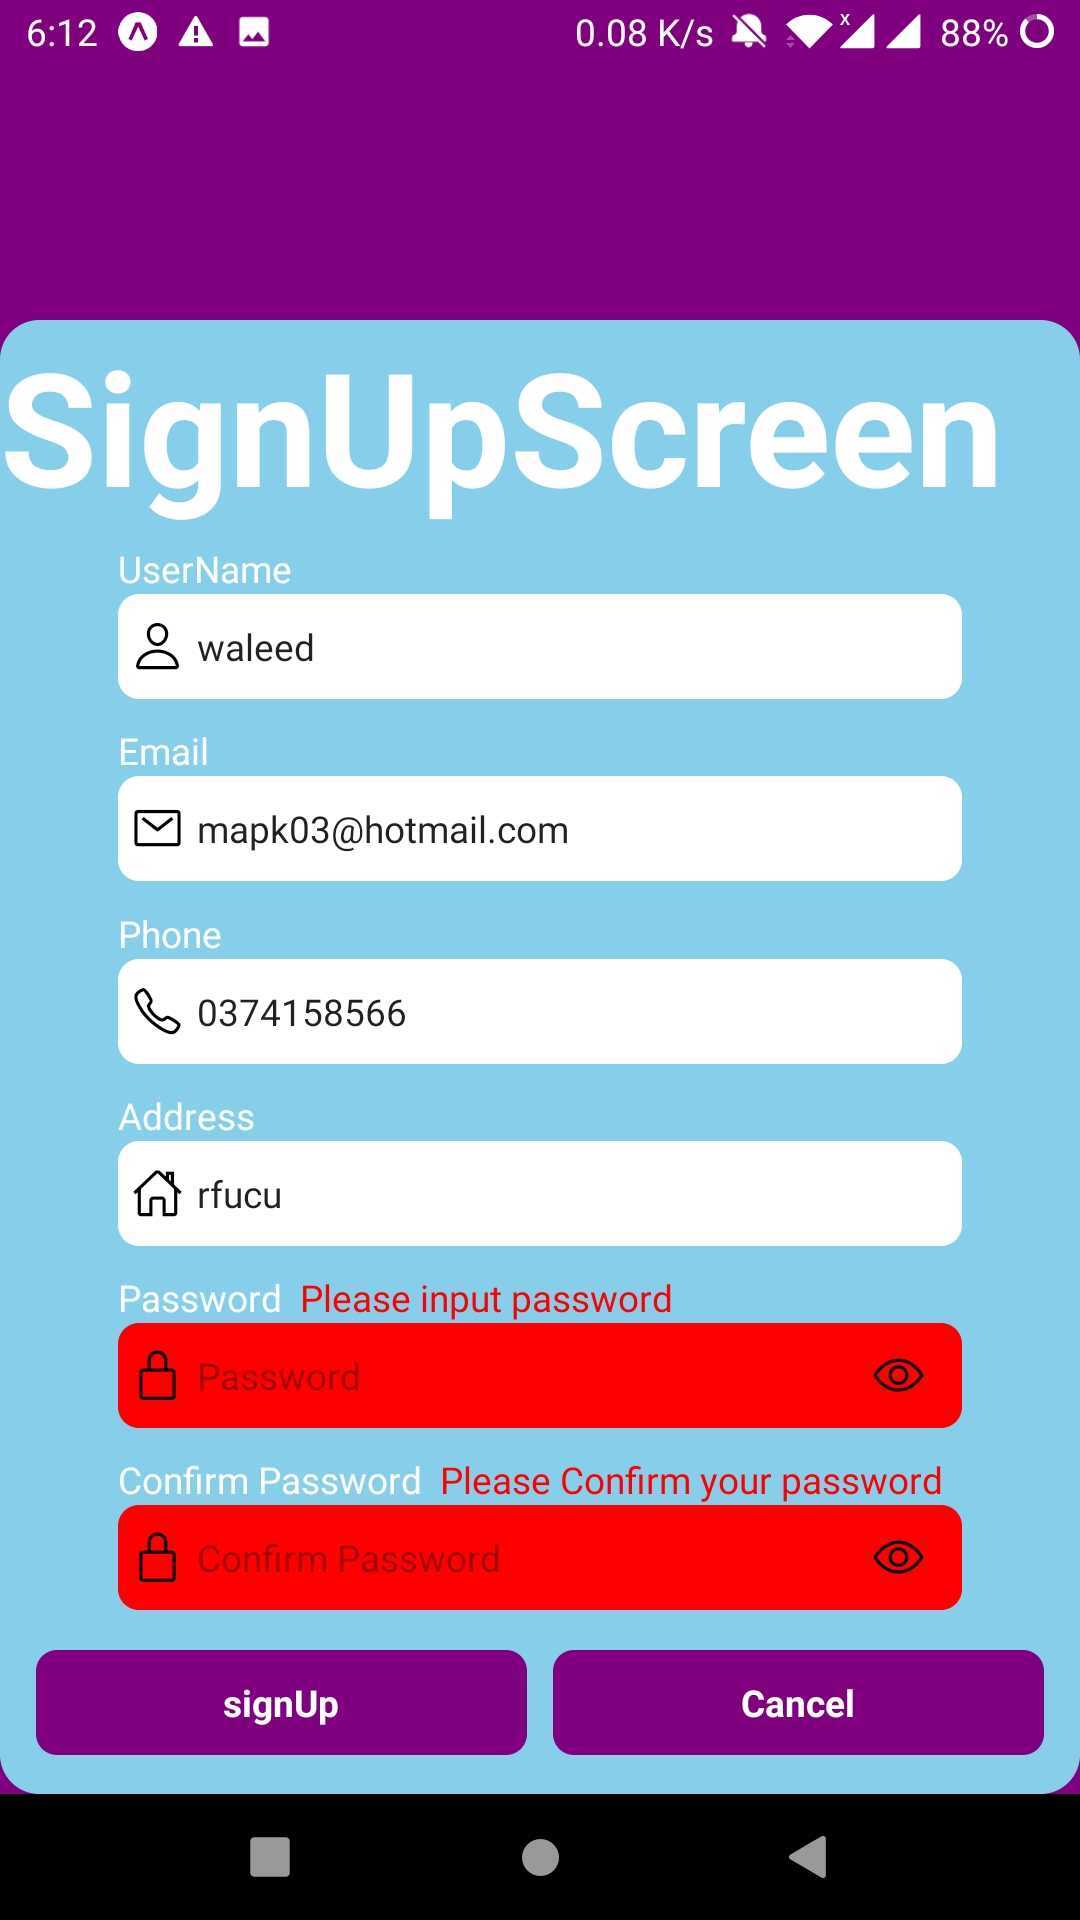 6:12 0.08 K/s x 88%
SignUpScreen
UserName
waleed
Email
mapk03@hotmail.com
Phone
0374158566
Address
rfucu
Password Please input password
Password
Confirm Password Please Confirm your password
Confirm Password
signUp Cancel